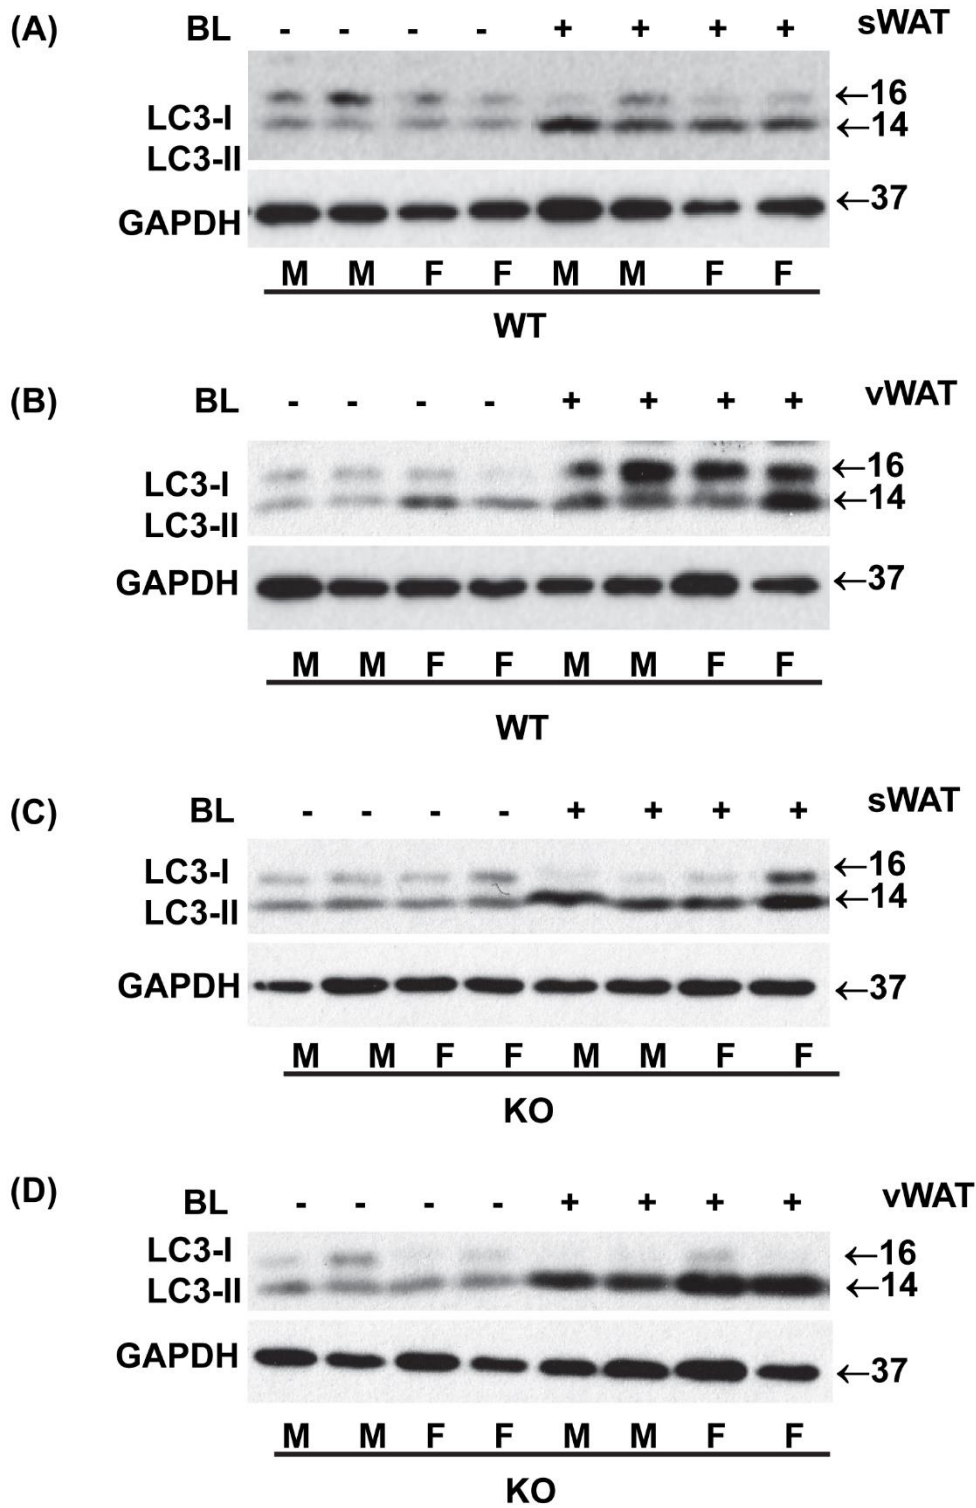 (A) BL - - - - + + + + sWAT
←16
LC3-I ←14
LC3-II
GAPDH ←37
M M F F M M F F
WT
(B) BL - - - - + + + + vWAT
←16
LC3-I ←14
LC3-II
GAPDH ←37
M M F F M M F F
WT
(C) BL - - - - + + + + sWAT
LC3-I ←16
LC3-II ←14
GAPDH ←37
M M F F M M F F
KO
(D) BL - - - - + + + + vWAT
LC3-I ←16
LC3-II ←14
GAPDH ←37
M M F F M M F F
KO